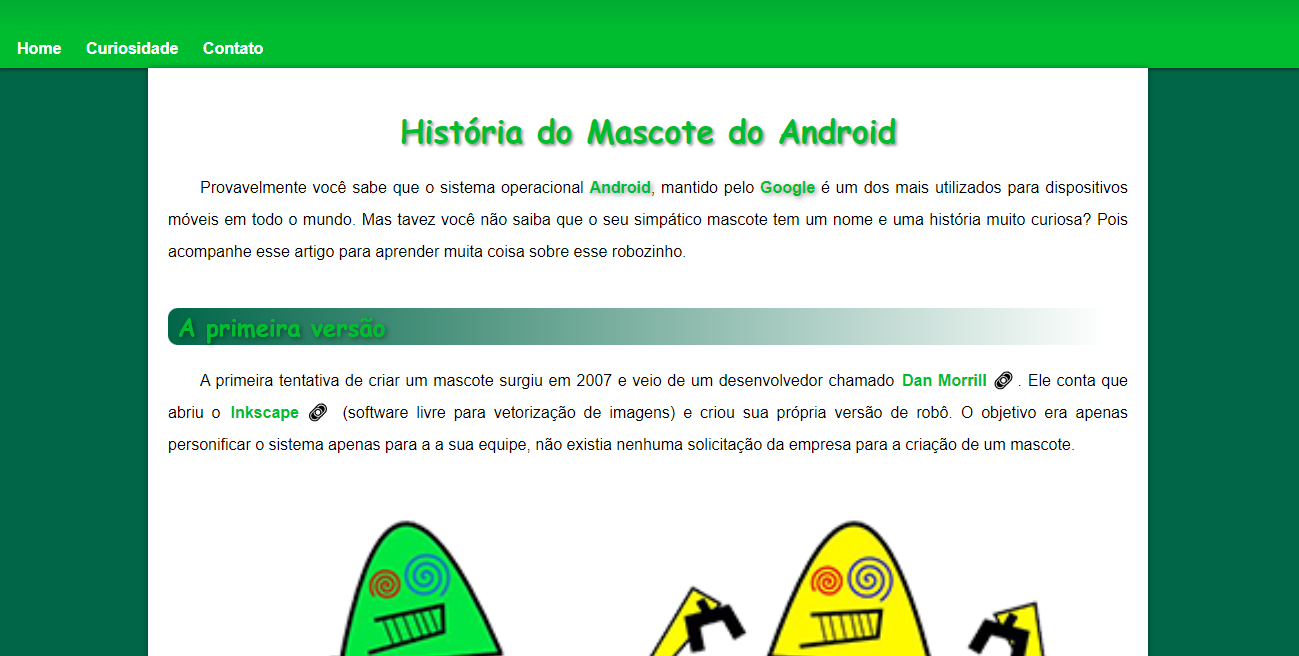 Home Curiosidade Contato
História do Mascote do Android
Provavelmente você sabe que o sistema operacional Android, mantido pelo Google é um dos mais utilizados para dispositivos
móveis em todo o mundo. Mas tavez você não saiba que o seu simpático mascote tem um nome e uma história muito curiosa? Pois
acompanhe esse artigo para aprender muita coisa sobre esse robozinho.
A primeira versão
A primeira tentativa de criar um mascote surgiu em 2007 e veio de um desenvolvedor chamado Dan Morrill . Ele conta que
abriu o Inkscape (software livre para vetorização de imagens) e criou sua própria versão de robô. O objetivo era apenas
personificar o sistema apenas para a a sua equipe, não existia nenhuma solicitação da empresa para a criação de um mascote.